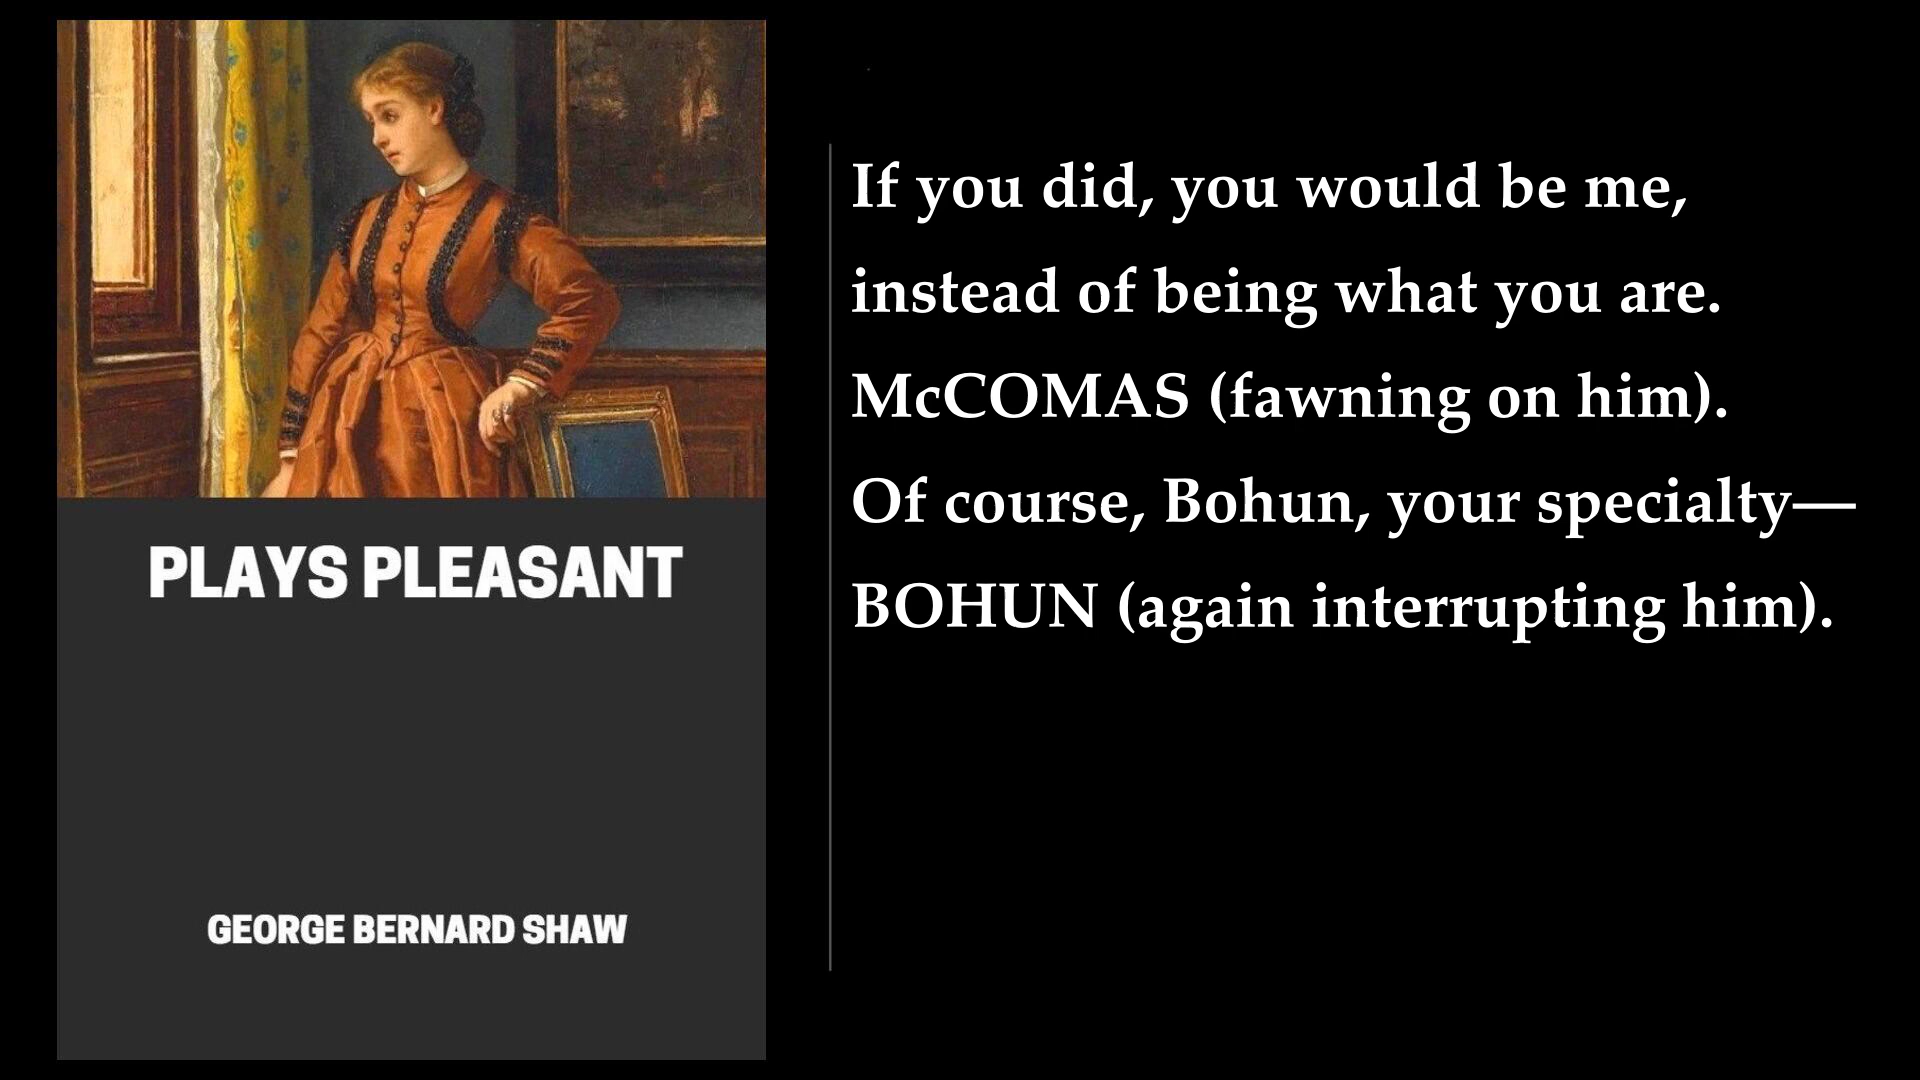 PLAYS PLEASANT
GEORGE BERNARD SHAW
If you did, you would be me,
instead of being what you are.
McCOMAS (fawning on him).
Of course, Bohun, your specialty—
BOHUN (again interrupting him).